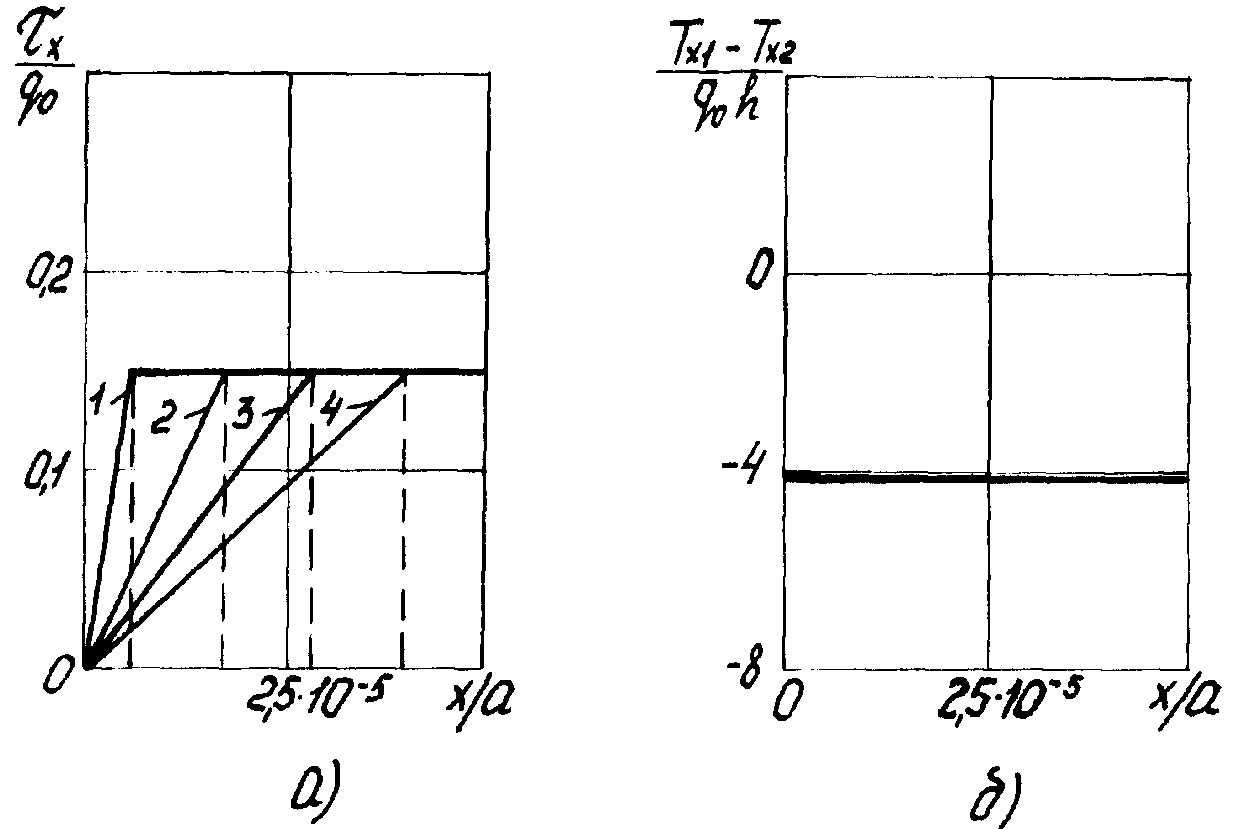 τx/q0
0,2
0,1
0
1 2 3 4
2,5·10⁻⁵ x/a
а)
Tx1 - Tx2
q0 h
0
-4
-8
0 2,5·10⁻⁵ x/a
б)